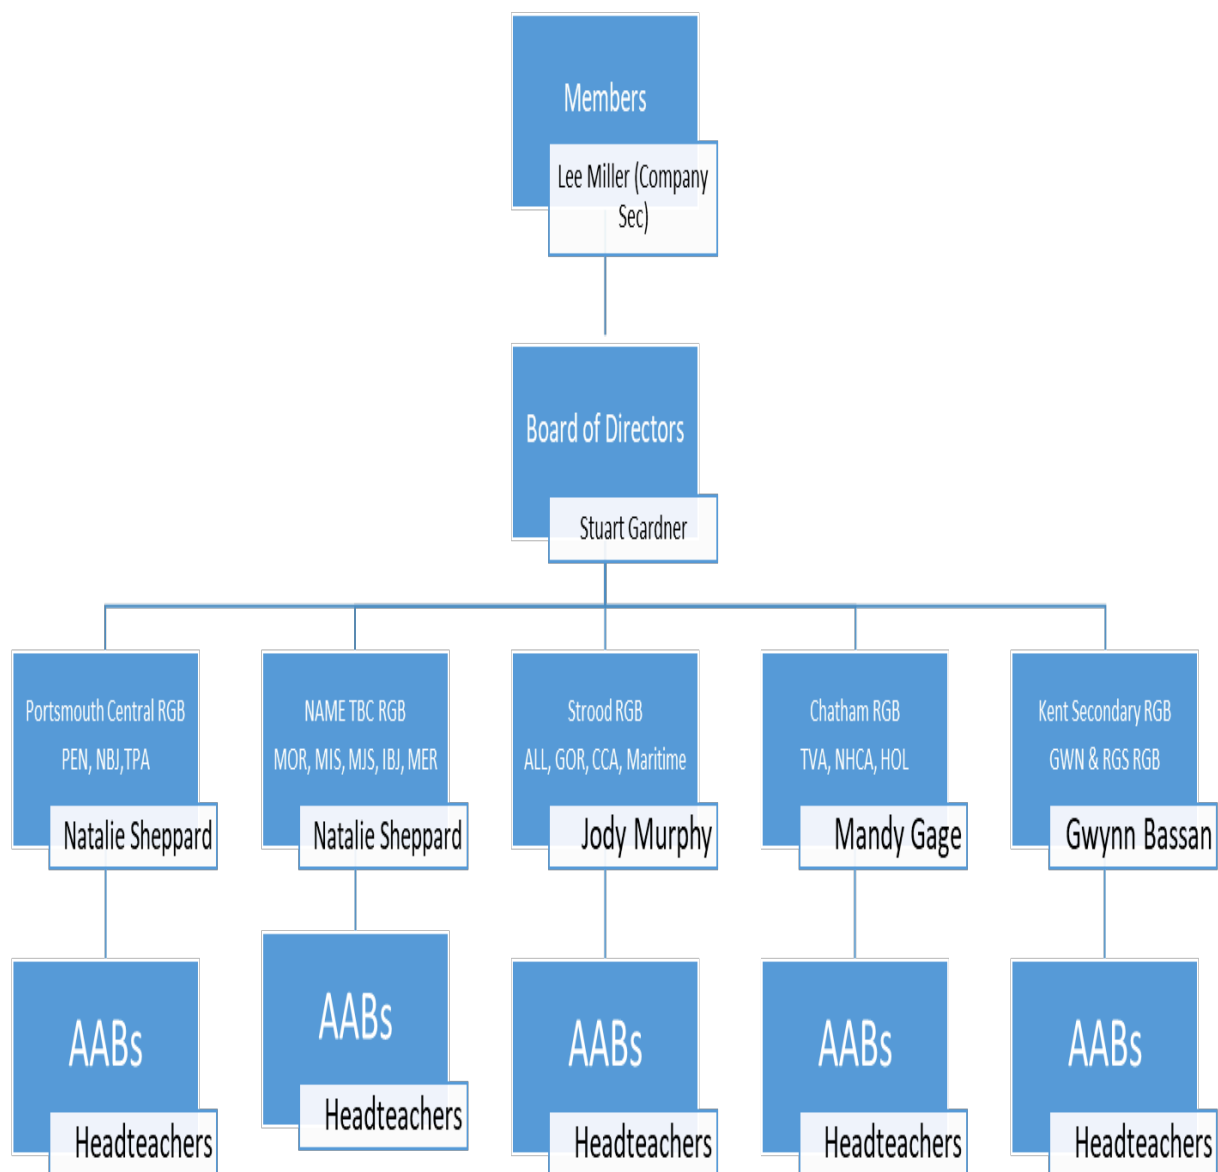 Members
Lee Miller (Company
Sec)
Board of Directors
Stuart Gardner
Portsmouth Central RGB
PEN, NBJ,TPA
Natalie Sheppard
NAME TBC RGB
MOR, MIS, MJS, IBJ, MER
Natalie Sheppard
Strood RGB
ALL, GOR, CCA, Maritime
Jody Murphy
Chatham RGB
TVA, NHCA, HOL
Mandy Gage
Kent Secondary RGB
GWN & RGS RGB
Gwynn Bassan
AABs
Headteachers
AABs
Headteachers
AABs
Headteachers
AABs
Headteachers
AABs
Headteachers